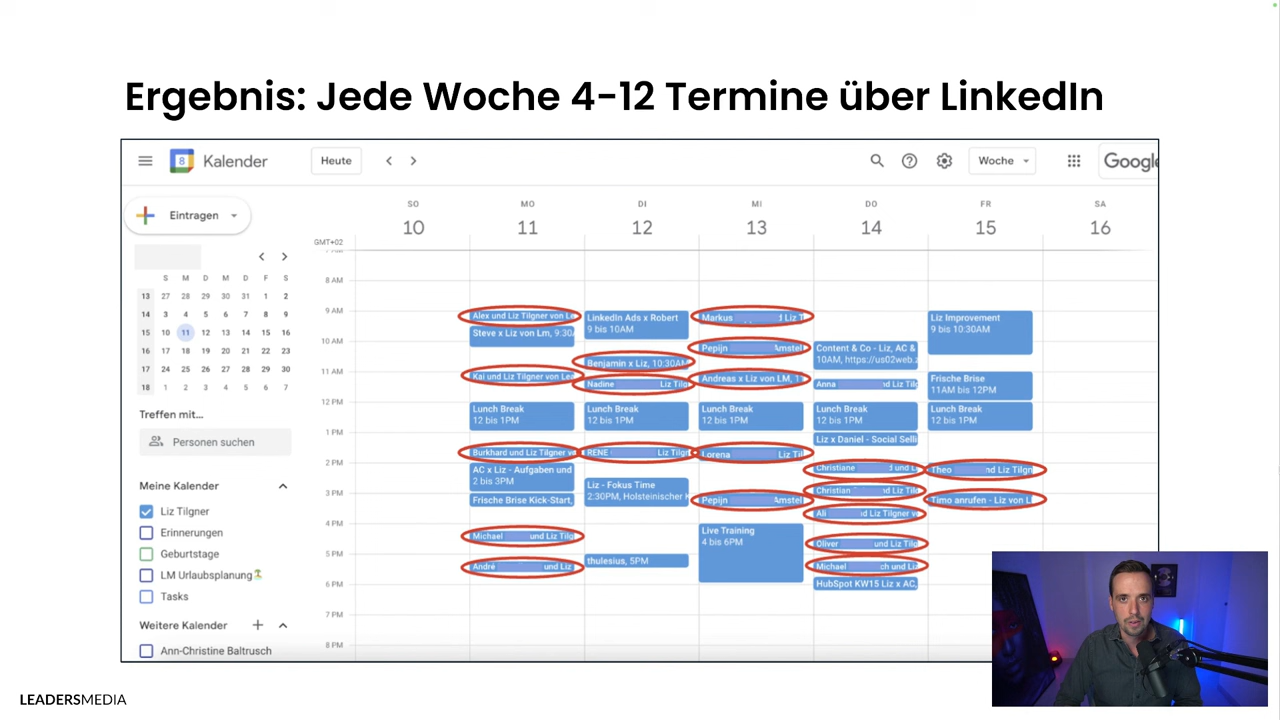 Ergebnis: Jede Woche 4-12 Termine über LinkedIn
8 Kalender Heute Woche Google
Eintragen
SO MO DI MI DO FR SA
10 11 12 13 14 15 16
GMT+02
S M D M D F S
13 27 28 29 30 31 1 2
14 3 4 5 6 7 8 9
15 10 11 12 13 14 15 16
16 17 18 19 20 21 22 23
17 24 25 26 27 28 29 30
18 1 2 3 4 5 6 7
Treffen mit...
Personen suchen
Meine Kalender
Liz Tilgner
Erinnerungen
Geburtstage
LM Urlaubsplanung🏝️
Tasks
Weitere Kalender
Ann-Christine Baltrusch
8 AM
9 AM
10 AM
11 AM
12 PM
1 PM
2 PM
3 PM
4 PM
5 PM
6 PM
7 PM
8 PM
Alex und Liz Tilgner von Le
Steve x Liz von Lm, 9:30
Kai und Liz Tilgner von Lea
Lunch Break
12 bis 1PM
Burkhard und Liz Tilgner v
AC x Liz - Aufgaben und
2 bis 3PM
Frische Brise Kick-Start,
Michael und Liz Tilg
André und Liz
LinkedIn Ads x Robert
9 bis 10AM
Benjamin x Liz, 10:30AM
Nadine Liz Tilg
Lunch Break
12 bis 1PM
RENE Liz Tilgn
Liz - Fokus Time
2:30PM, Holsteinischer
thulesius, 5PM
Markus Liz T
Pepijn Amstel
Andreas x Liz von LM, 1
Lunch Break
12 bis 1PM
Lorena Liz Til
Pepijn Amstel
Live Training
4 bis 6PM
Content & Co - Liz, AC &
10AM, https://us02web.z
Anna nd Liz Tilg
Lunch Break
12 bis 1PM
Liz x Daniel - Social Selli
Christiane d und L
Christian d Liz Tilg
Ali d Liz Tilgner v
Oliver und Liz Tilg
Michael ch und Liz
HubSpot KW15 Liz x AC,
Liz Improvement
9 bis 10:30AM
Frische Brise
11AM bis 12PM
Lunch Break
12 bis 1PM
Theo nd Liz Tilgn
Timo anrufen - Liz von L
LEADERSMEDIA